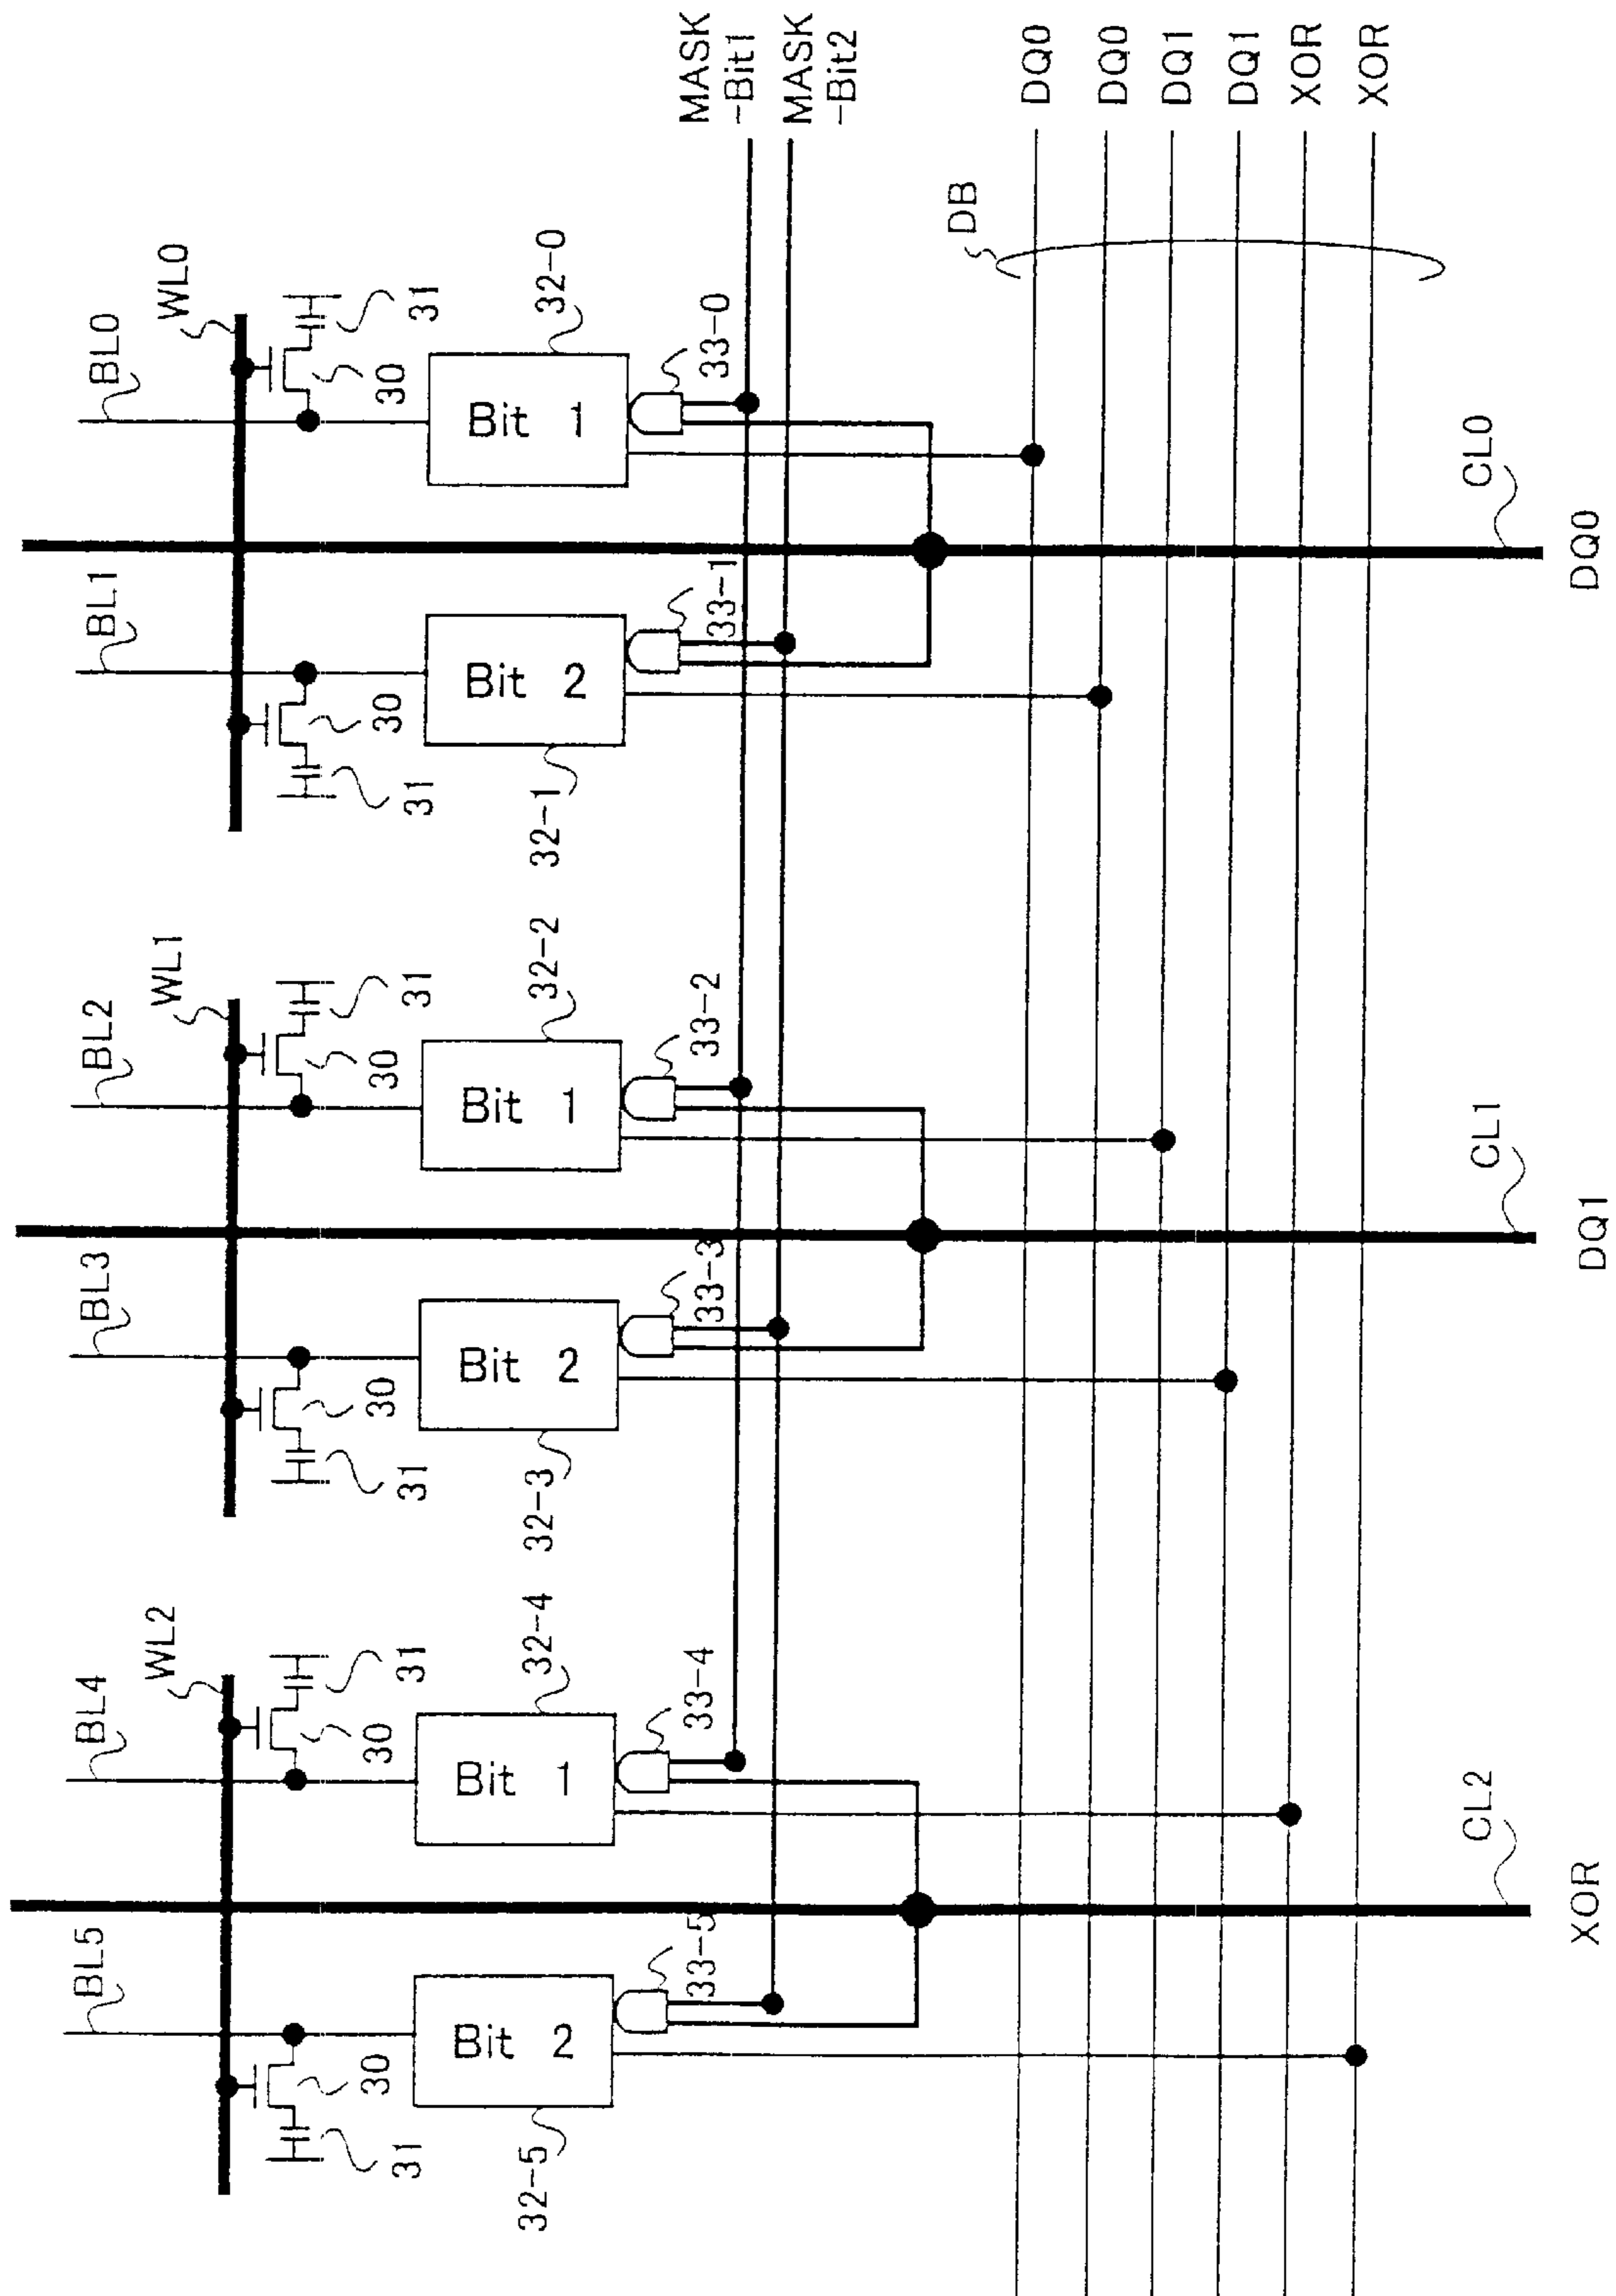 BL5
BL4
BL3
BL2
BL1
BL0
WL2
WL1
WL0
31
30
30
31
31
30
30
31
31
30
30
31
Bit 2
Bit 1
Bit 2
Bit 1
Bit 2
Bit 1
32-5
32-4
32-3
32-2
32-1
32-0
33-5
33-4
33-3
33-2
33-1
33-0
MASK
-Bit1
MASK
-Bit2
DB
DQ0
DQ0
DQ1
DQ1
XOR
XOR
CL2
CL1
CL0
XOR
DQ1
DQ0